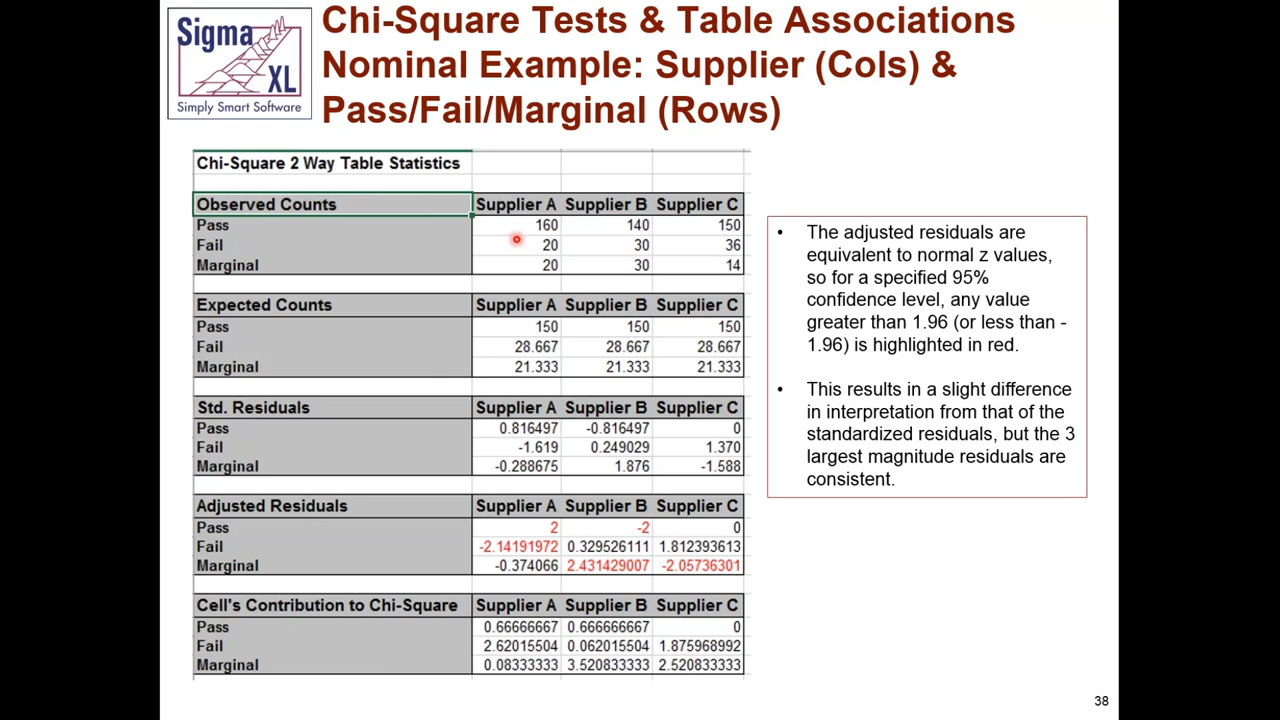 Sigma
XL
Simply Smart Software
Chi-Square Tests & Table Associations
Nominal Example: Supplier (Cols) &
Pass/Fail/Marginal (Rows)
Chi-Square 2 Way Table Statistics
Observed Counts Supplier A Supplier B Supplier C
Pass 160 140 150
Fail 20 30 36
Marginal 20 30 14
Expected Counts Supplier A Supplier B Supplier C
Pass 150 150 150
Fail 28.667 28.667 28.667
Marginal 21.333 21.333 21.333
Std. Residuals Supplier A Supplier B Supplier C
Pass 0.816497 -0.816497 0
Fail -1.619 0.249029 1.370
Marginal -0.288675 1.876 -1.588
Adjusted Residuals Supplier A Supplier B Supplier C
Pass 2 -2 0
Fail -2.14191972 0.329526111 1.812393613
Marginal -0.374066 2.431429007 -2.05736301
Cell's Contribution to Chi-Square Supplier A Supplier B Supplier C
Pass 0.66666667 0.666666667 0
Fail 2.62015504 0.062015504 1.875968992
Marginal 0.08333333 3.520833333 2.520833333
• The adjusted residuals are
equivalent to normal z values,
so for a specified 95%
confidence level, any value
greater than 1.96 (or less than -
1.96) is highlighted in red.
• This results in a slight difference
in interpretation from that of the
standardized residuals, but the 3
largest magnitude residuals are
consistent.
38